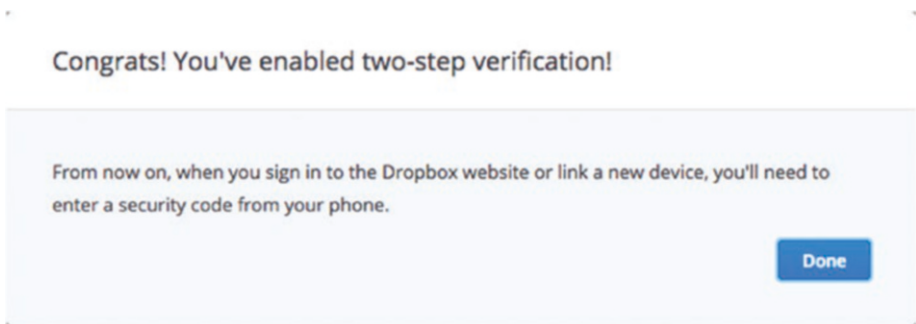 Congrats! You've enabled two-step verification!
From now on, when you sign in to the Dropbox website or link a new device, you'll need to
enter a security code from your phone.
Done